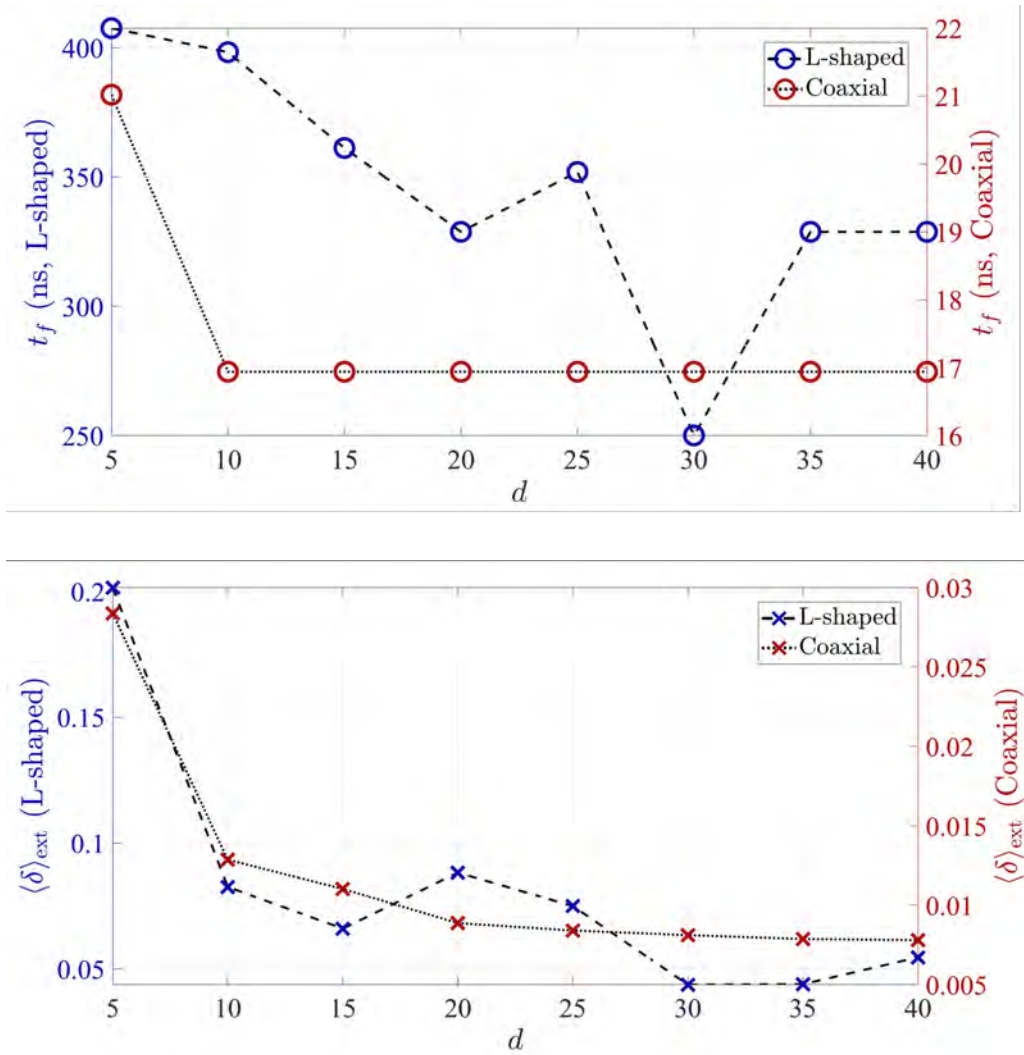 400
350
300
250
t_f (ns, L-shaped)
22
21
20
19
18
17
16
t_f (ns, Coaxial)
L-shaped
Coaxial
5 10 15 20 25 30 35 40
d
0.2
0.15
0.1
0.05
⟨δ⟩ext (L-shaped)
0.03
0.025
0.02
0.015
0.01
0.005
⟨δ⟩ext (Coaxial)
L-shaped
Coaxial
5 10 15 20 25 30 35 40
d